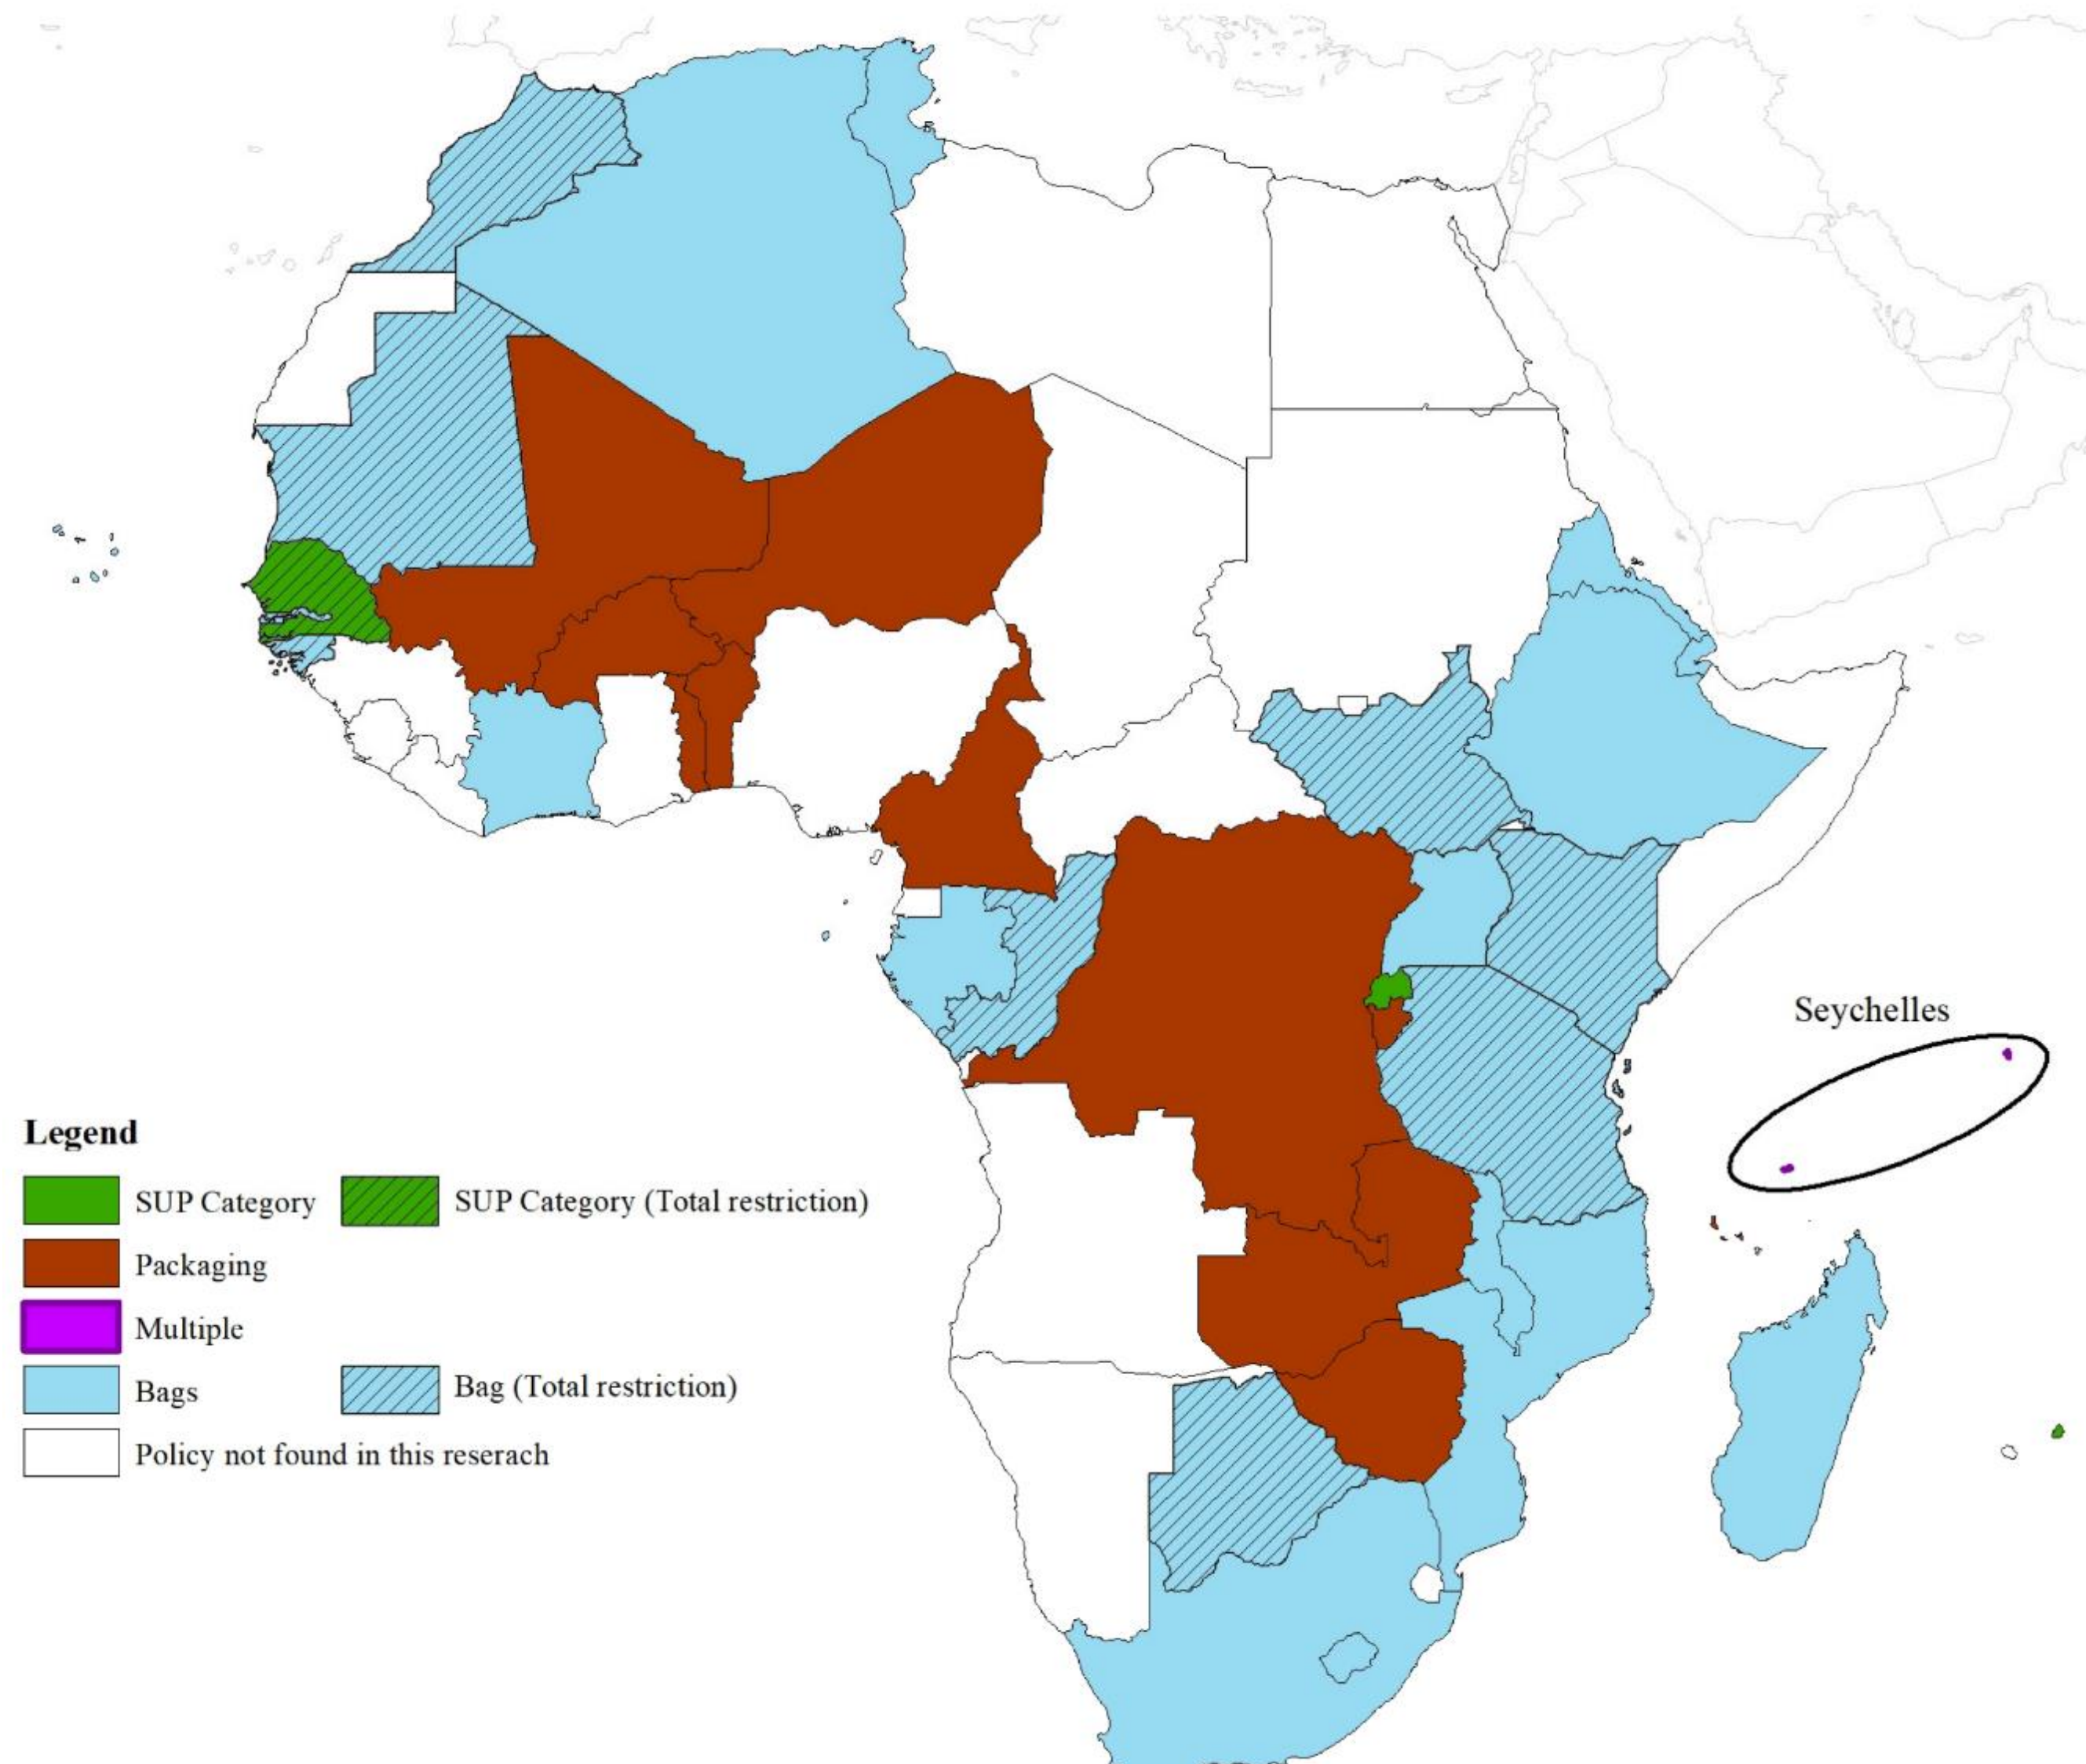 Seychelles
Legend
SUP Category
SUP Category (Total restriction)
Packaging
Multiple
Bags
Bag (Total restriction)
Policy not found in this reserach